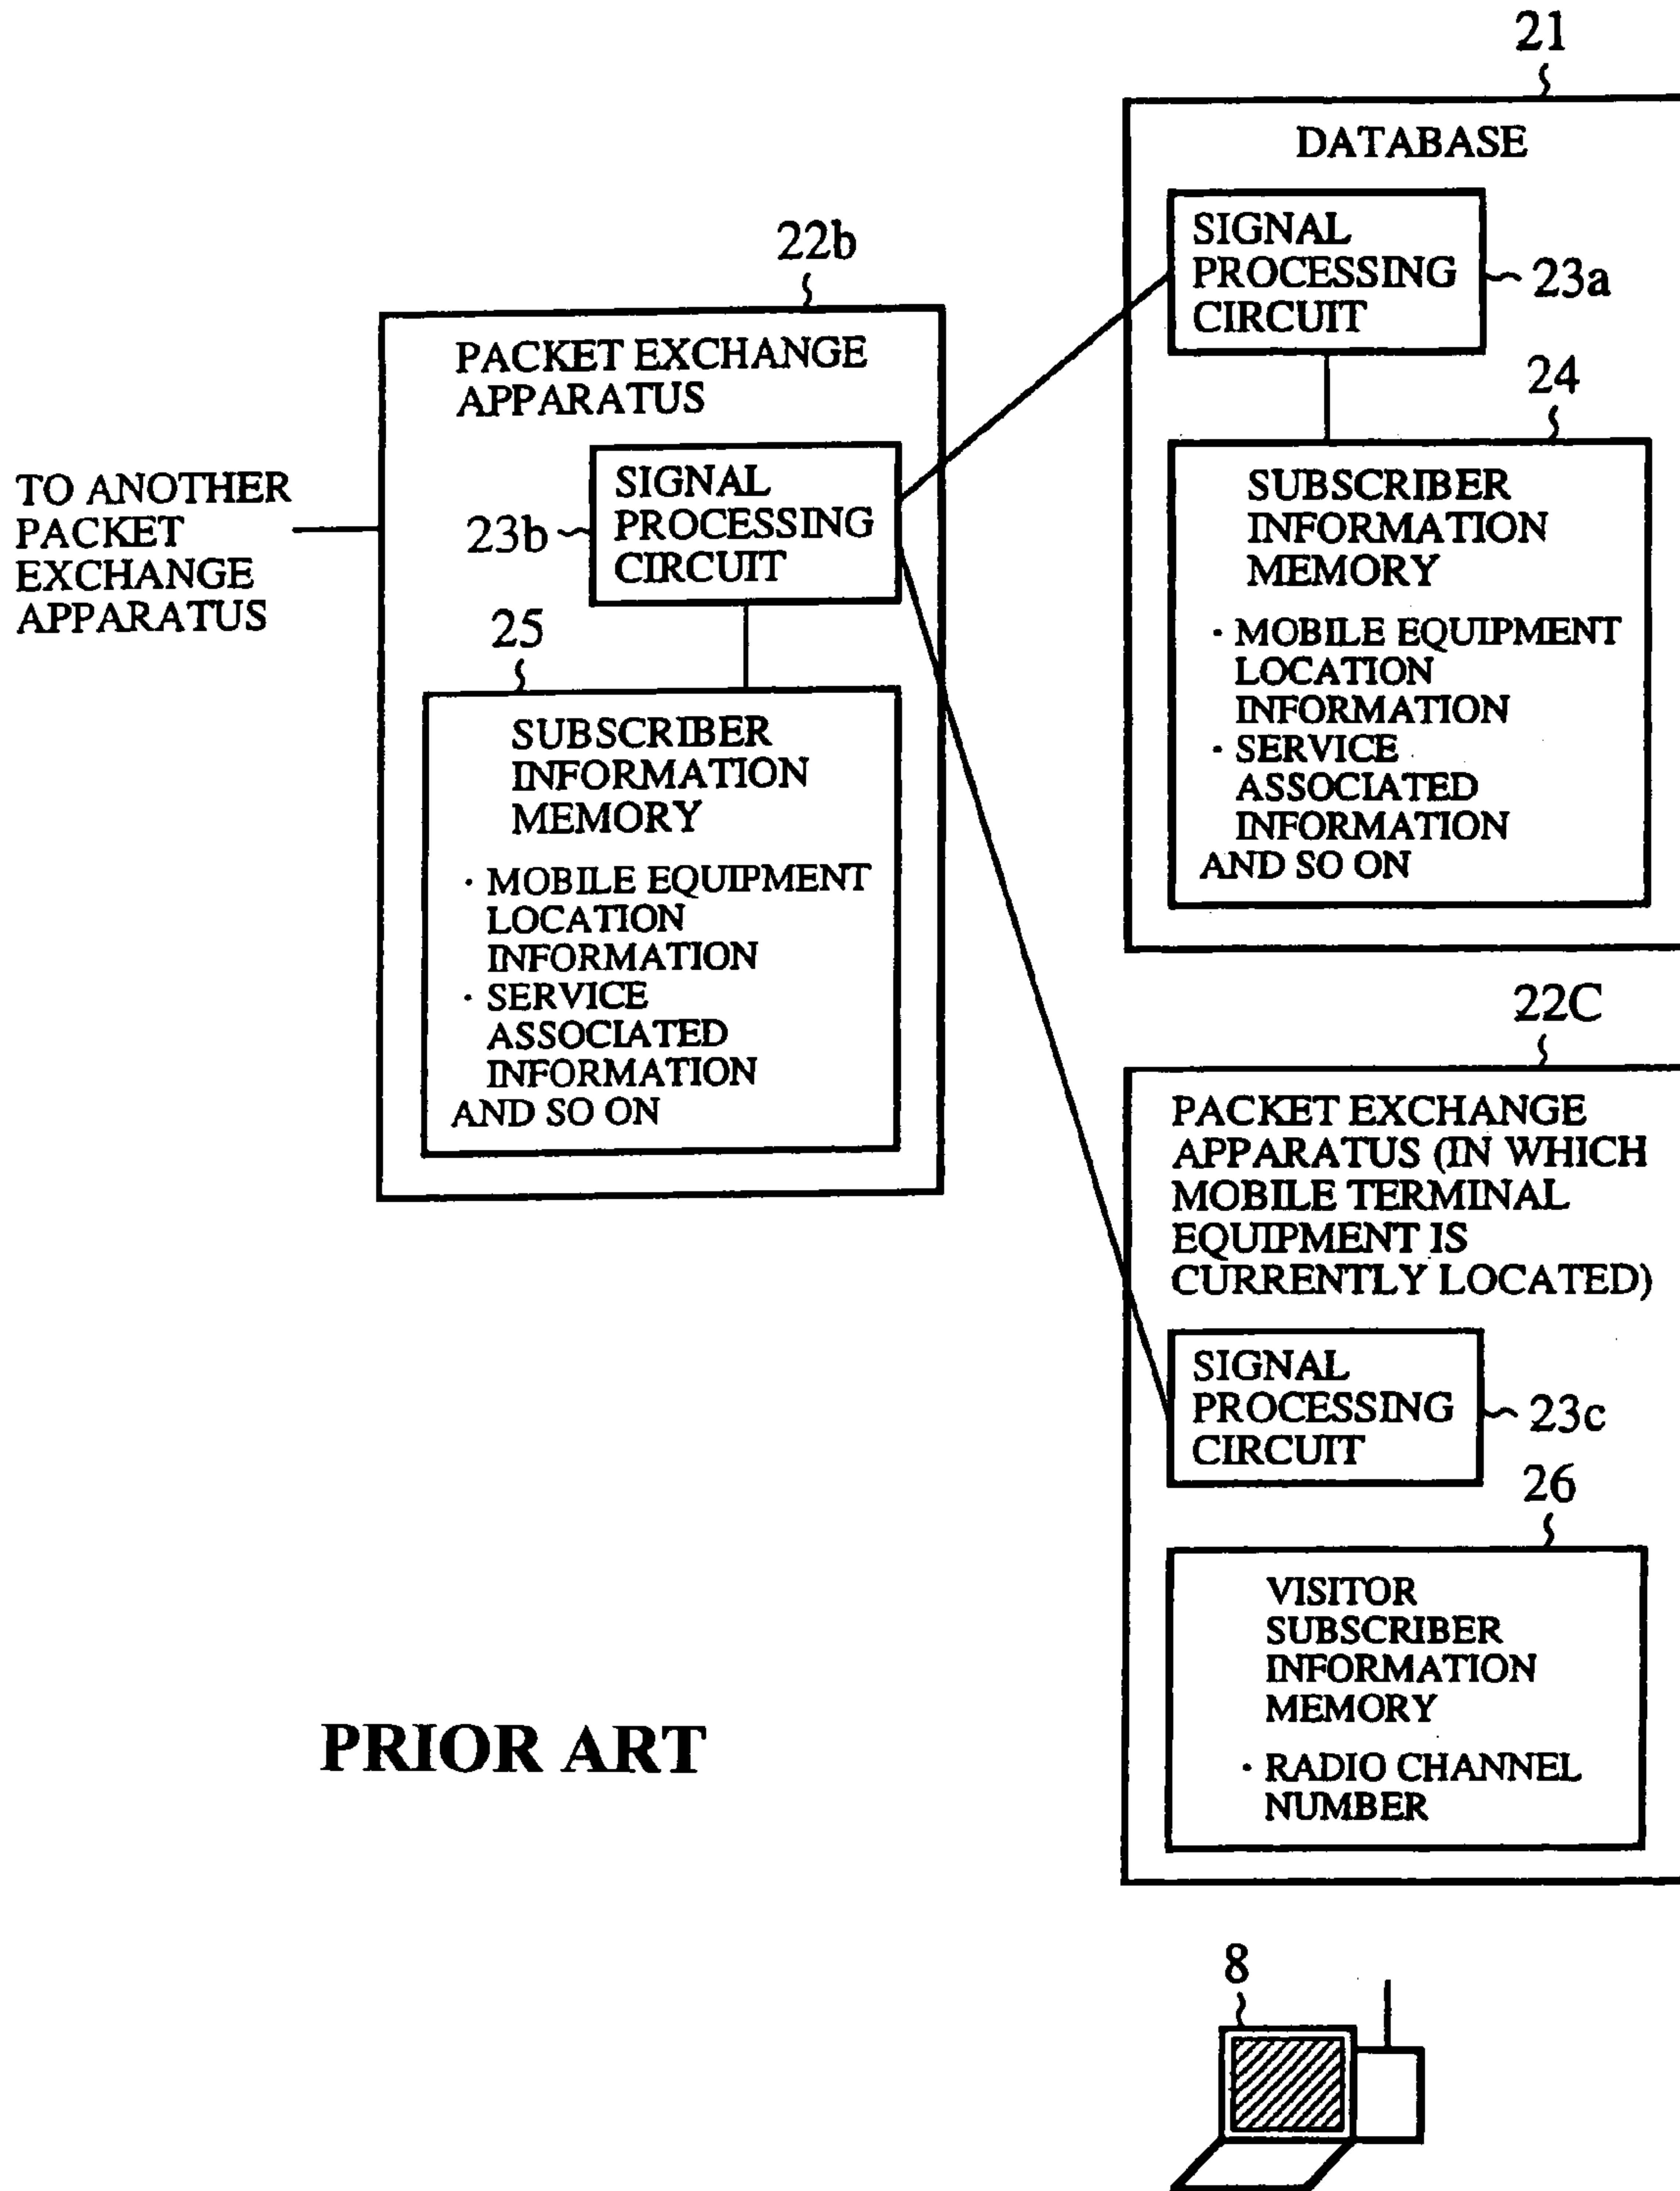 21
DATABASE
SIGNAL
PROCESSING
CIRCUIT
23a
24
SUBSCRIBER
INFORMATION
MEMORY
· MOBILE EQUIPMENT
LOCATION
INFORMATION
· SERVICE
ASSOCIATED
INFORMATION
AND SO ON
22b
PACKET EXCHANGE
APPARATUS
SIGNAL
PROCESSING
CIRCUIT
23b
TO ANOTHER
PACKET
EXCHANGE
APPARATUS
25
SUBSCRIBER
INFORMATION
MEMORY
· MOBILE EQUIPMENT
LOCATION
INFORMATION
· SERVICE
ASSOCIATED
INFORMATION
AND SO ON
22C
PACKET EXCHANGE
APPARATUS (IN WHICH
MOBILE TERMINAL
EQUIPMENT IS
CURRENTLY LOCATED)
SIGNAL
PROCESSING
CIRCUIT
23c
26
VISITOR
SUBSCRIBER
INFORMATION
MEMORY
· RADIO CHANNEL
NUMBER
PRIOR ART
8